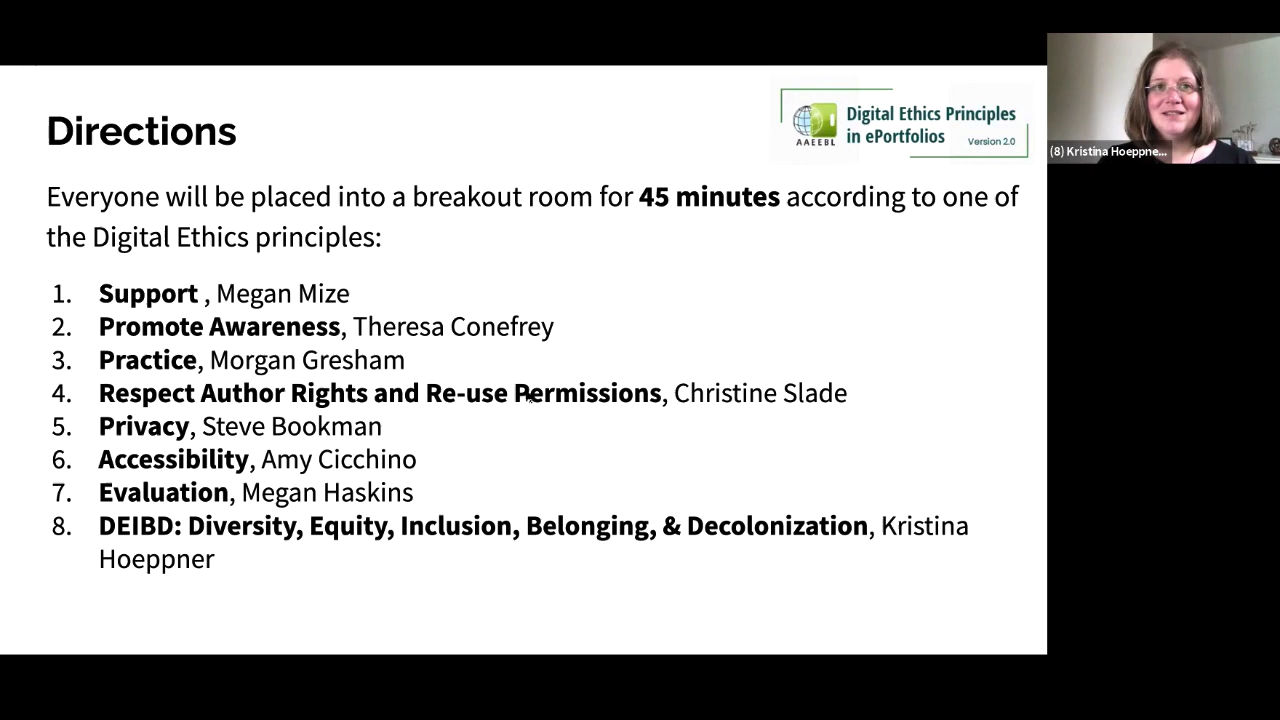 Directions
AAEEBL
Digital Ethics Principles
in ePortfolios
Version 2.0
(8) Kristina Hoeppne...
Everyone will be placed into a breakout room for 45 minutes according to one of
the Digital Ethics principles:
1. Support , Megan Mize
2. Promote Awareness, Theresa Conefrey
3. Practice, Morgan Gresham
4. Respect Author Rights and Re-use Permissions, Christine Slade
5. Privacy, Steve Bookman
6. Accessibility, Amy Cicchino
7. Evaluation, Megan Haskins
8. DEIBD: Diversity, Equity, Inclusion, Belonging, & Decolonization, Kristina
Hoeppner